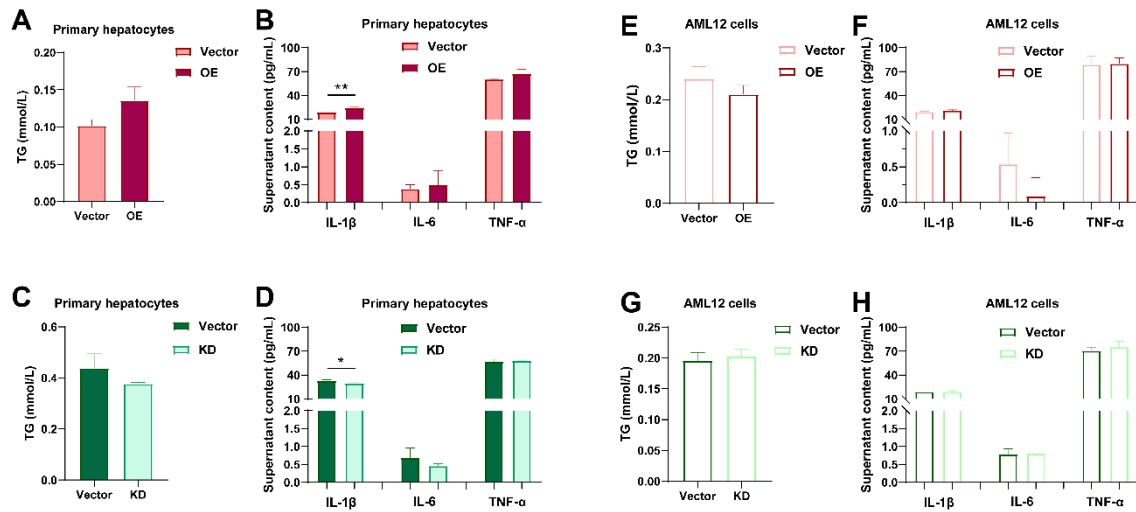 A
Primary hepatocytes
Vector
OE
TG (mmol/L)
0.20
0.15
0.10
0.05
0.00
Vector OE
B
Primary hepatocytes
Vector
OE
Supernatant content (pg/mL)
100
70
40
10
2.0
1.5
1.0
0.5
0.0
**
IL-1β IL-6 TNF-α
E
AML12 cells
Vector
OE
TG (mmol/L)
0.3
0.2
0.1
0.0
Vector OE
F
AML12 cells
Vector
OE
Supernatant content (pg/mL)
100
70
40
10
1.0
0.5
0.0
IL-1β IL-6 TNF-α
C
Primary hepatocytes
Vector
KD
TG (mmol/L)
0.6
0.4
0.2
0.0
Vector KD
D
Primary hepatocytes
Vector
KD
Supernatant content (pg/mL)
100
70
40
10
2.0
1.5
1.0
0.5
0.0
*
IL-1β IL-6 TNF-α
G
AML12 cells
Vector
KD
TG (mmol/L)
0.25
0.20
0.15
0.10
0.05
0.00
Vector KD
H
AML12 cells
Vector
KD
Supernatant content (pg/mL)
100
70
40
10
2.0
1.5
1.0
0.5
0.0
IL-1β IL-6 TNF-α